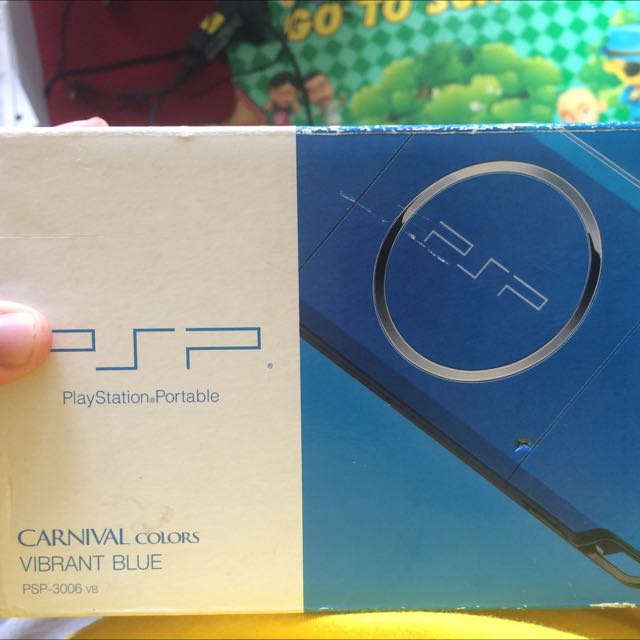 GO TO
PSP
PSP®
PlayStation®Portable
CARNIVAL COLORS
VIBRANT BLUE
PSP-3006 VB